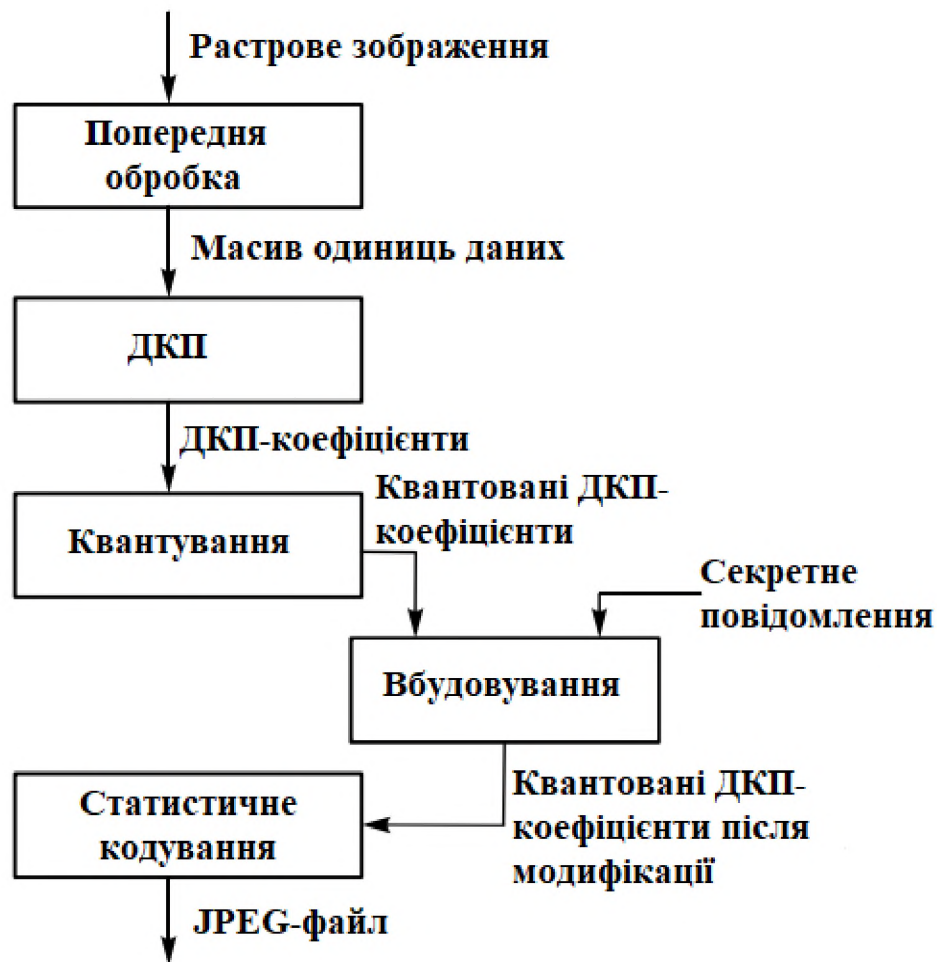 Растрове зображення
Попередня
обробка
Масив одиниць даних
ДКП
ДКП-коефіцієнти
Квантовані ДКП-
коефіцієнти
Квантування
Секретне
повідомлення
Вбудовування
Квантовані ДКП-
коефіцієнти після
модифікації
Статистичне
кодування
JPEG-файл